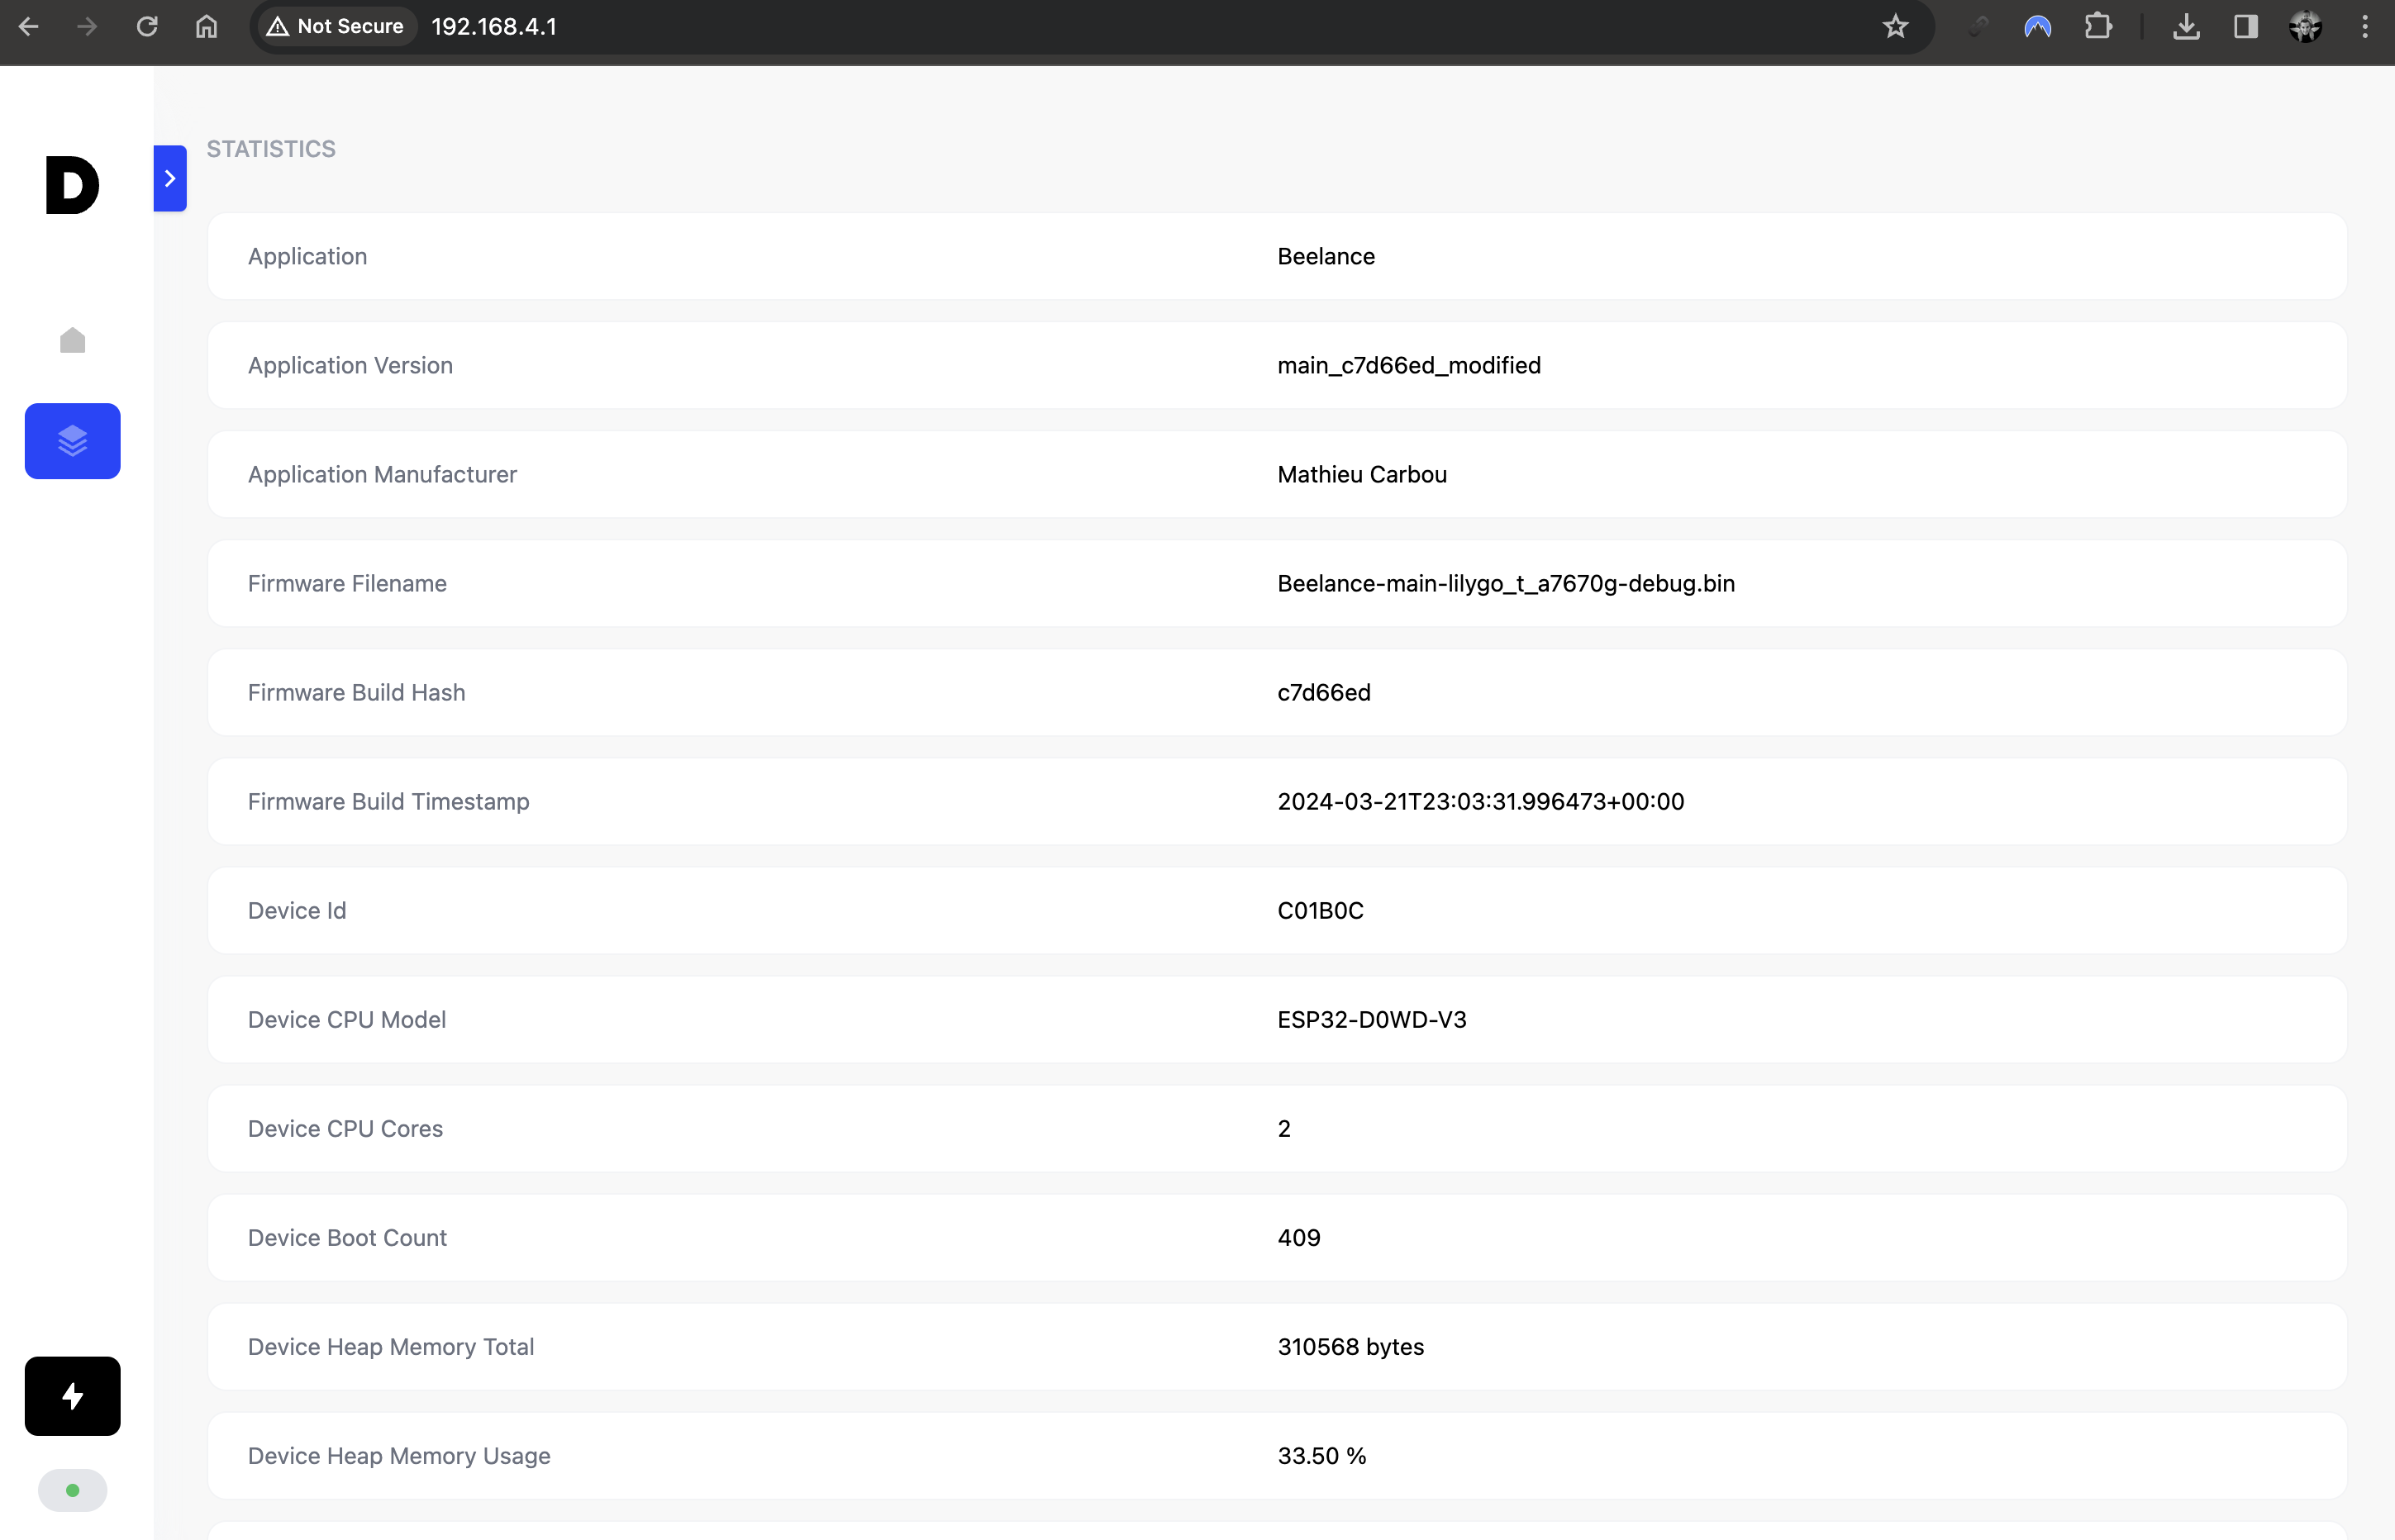 Not Secure 192.168.4.1
D
STATISTICS
Application Beelance
Application Version main_c7d66ed_modified
Application Manufacturer Mathieu Carbou
Firmware Filename Beelance-main-lilygo_t_a7670g-debug.bin
Firmware Build Hash c7d66ed
Firmware Build Timestamp 2024-03-21T23:03:31.996473+00:00
Device Id C01B0C
Device CPU Model ESP32-D0WD-V3
Device CPU Cores 2
Device Boot Count 409
Device Heap Memory Total 310568 bytes
Device Heap Memory Usage 33.50 %